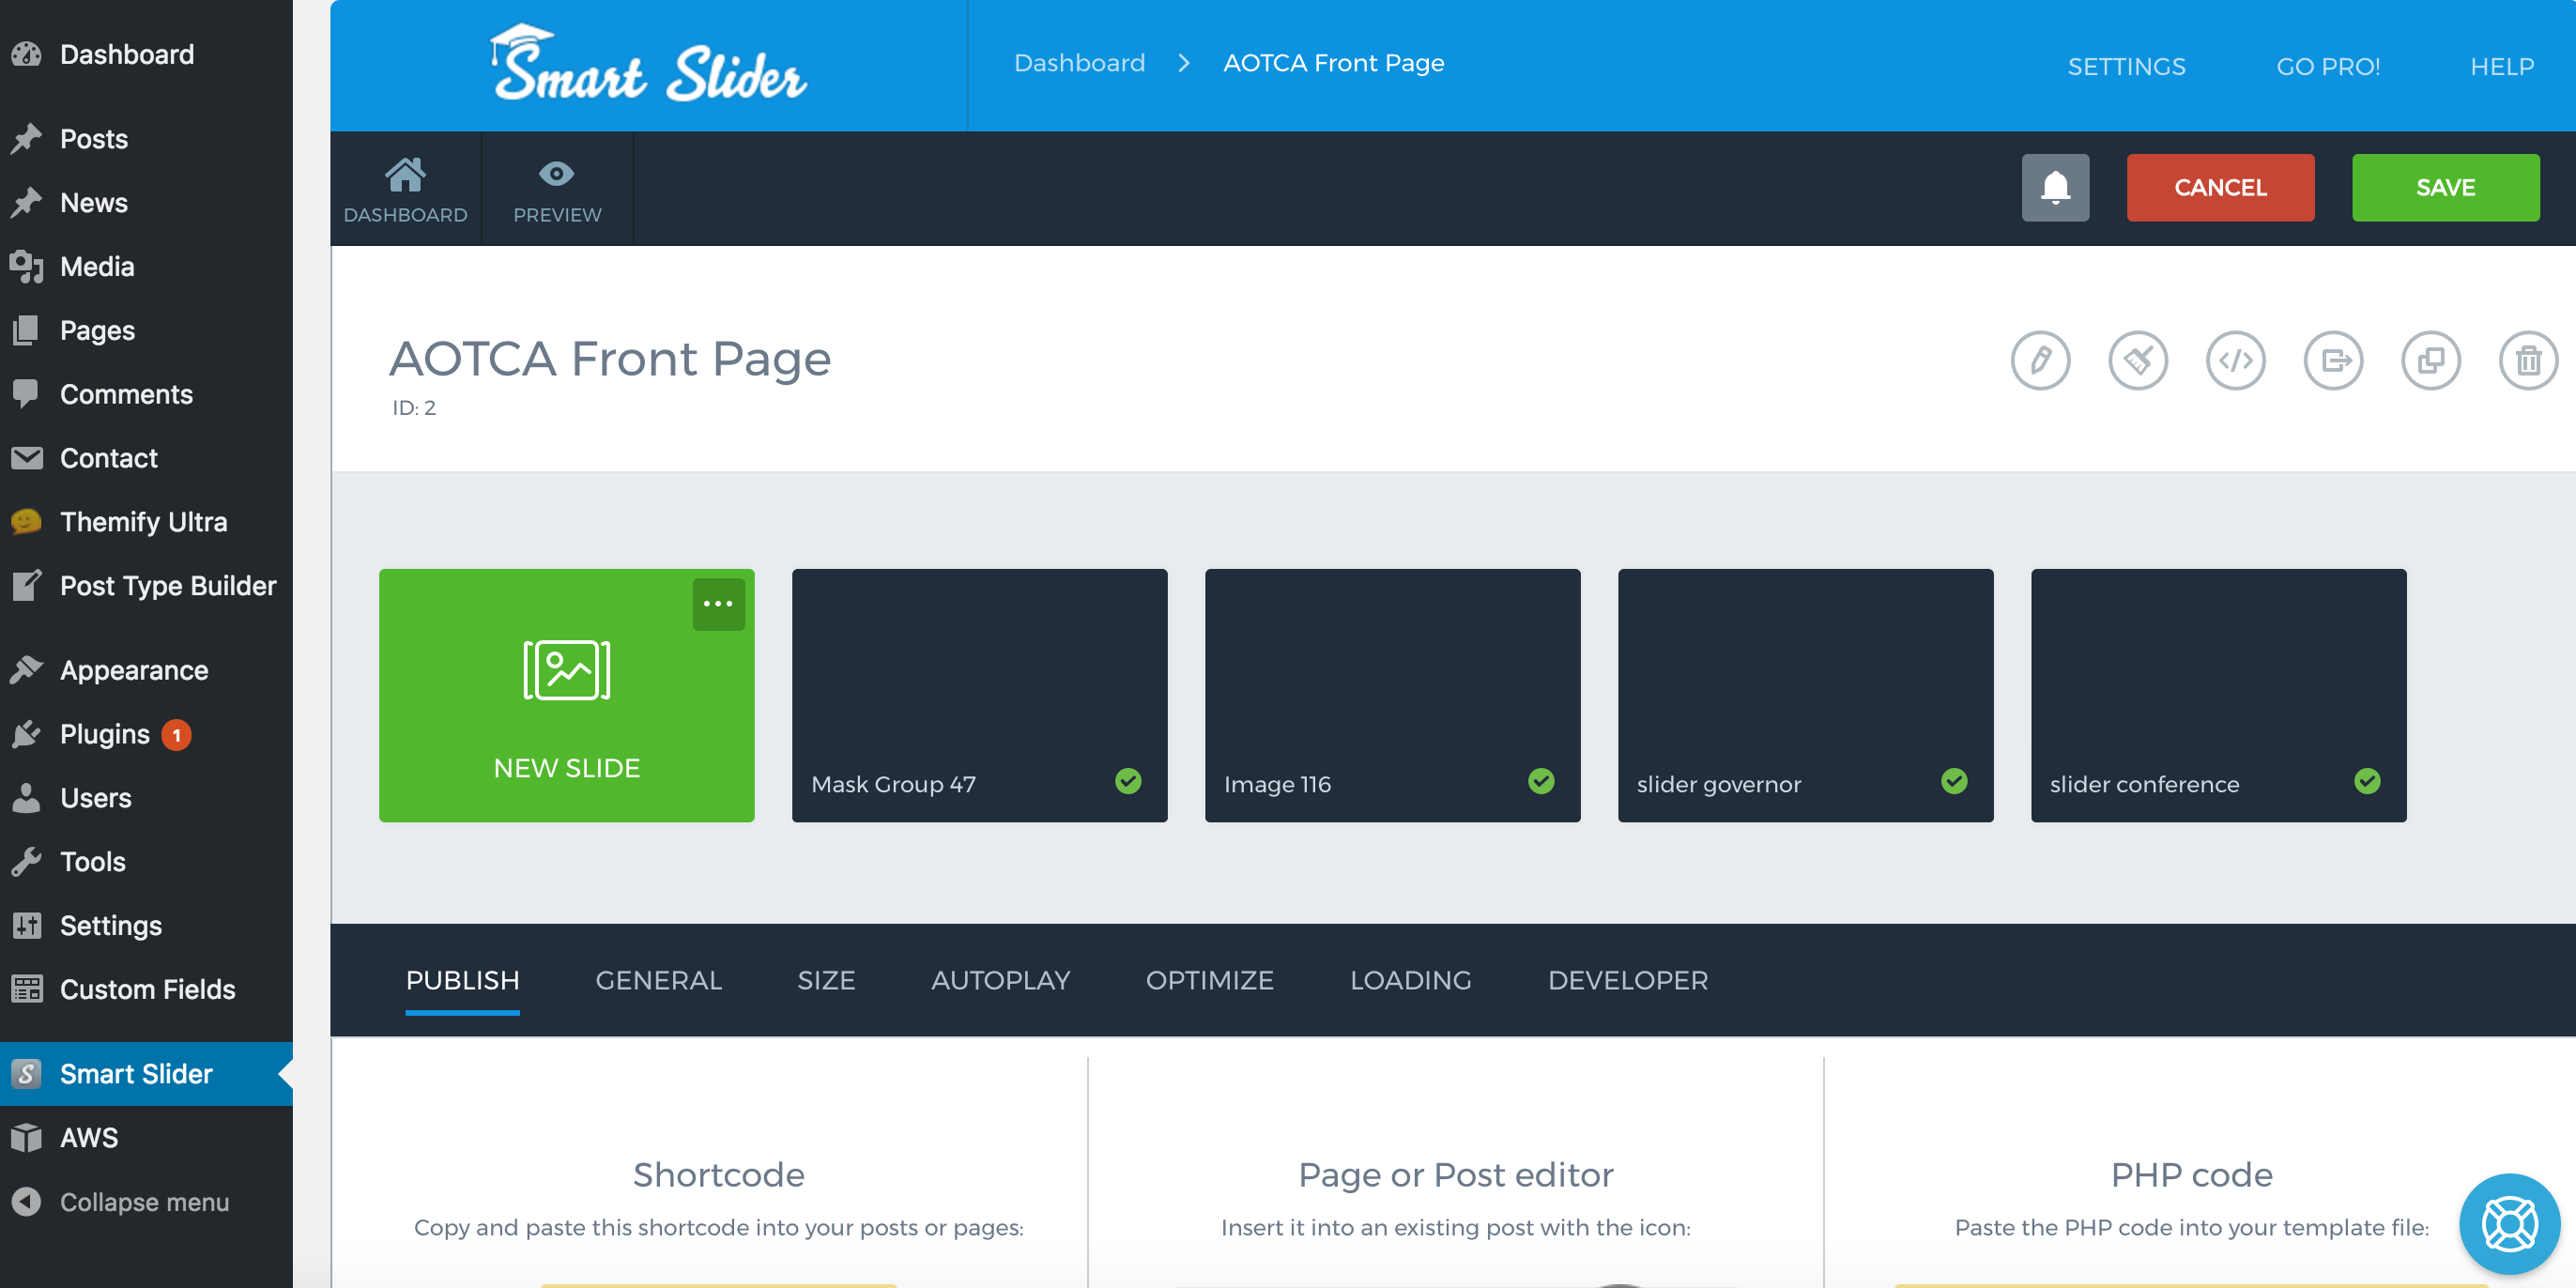 Dashboard
Posts
News
Media
Pages
Comments
Contact
Themify Ultra
Post Type Builder
Appearance
Plugins 1
Users
Tools
Settings
Custom Fields
Smart Slider
AWS
Collapse menu
Smart Slider
Dashboard > AOTCA Front Page
SETTINGS GO PRO! HELP
DASHBOARD PREVIEW
CANCEL SAVE
AOTCA Front Page
ID: 2
NEW SLIDE
Mask Group 47
Image 116
slider governor
slider conference
PUBLISH GENERAL SIZE AUTOPLAY OPTIMIZE LOADING DEVELOPER
Shortcode
Copy and paste this shortcode into your posts or pages:
Page or Post editor
Insert it into an existing post with the icon:
PHP code
Paste the PHP code into your template file: